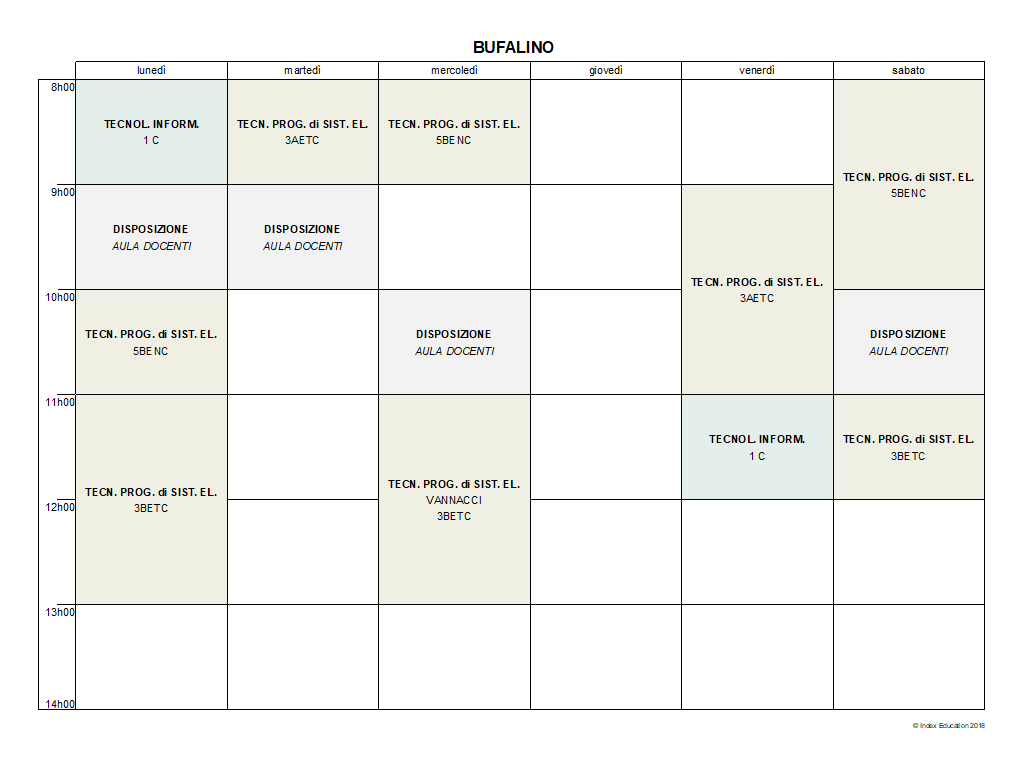 BUFALINO
lunedì martedì mercoledì giovedì venerdì sabato
8h00
TECNOL. INFORM.
1 C
TECN. PROG. di SIST. EL.
3AETC
TECN. PROG. di SIST. EL.
5BENC
TECN. PROG. di SIST. EL.
5BENC
9h00
DISPOSIZIONE
AULA DOCENTI
DISPOSIZIONE
AULA DOCENTI
TECN. PROG. di SIST. EL.
3AETC
10h00
TECN. PROG. di SIST. EL.
5BENC
DISPOSIZIONE
AULA DOCENTI
DISPOSIZIONE
AULA DOCENTI
11h00
TECN. PROG. di SIST. EL.
3BETC
TECN. PROG. di SIST. EL.
VANNACCI
3BETC
TECNOL. INFORM.
1 C
TECN. PROG. di SIST. EL.
3BETC
12h00
13h00
14h00
© Index Education 2018